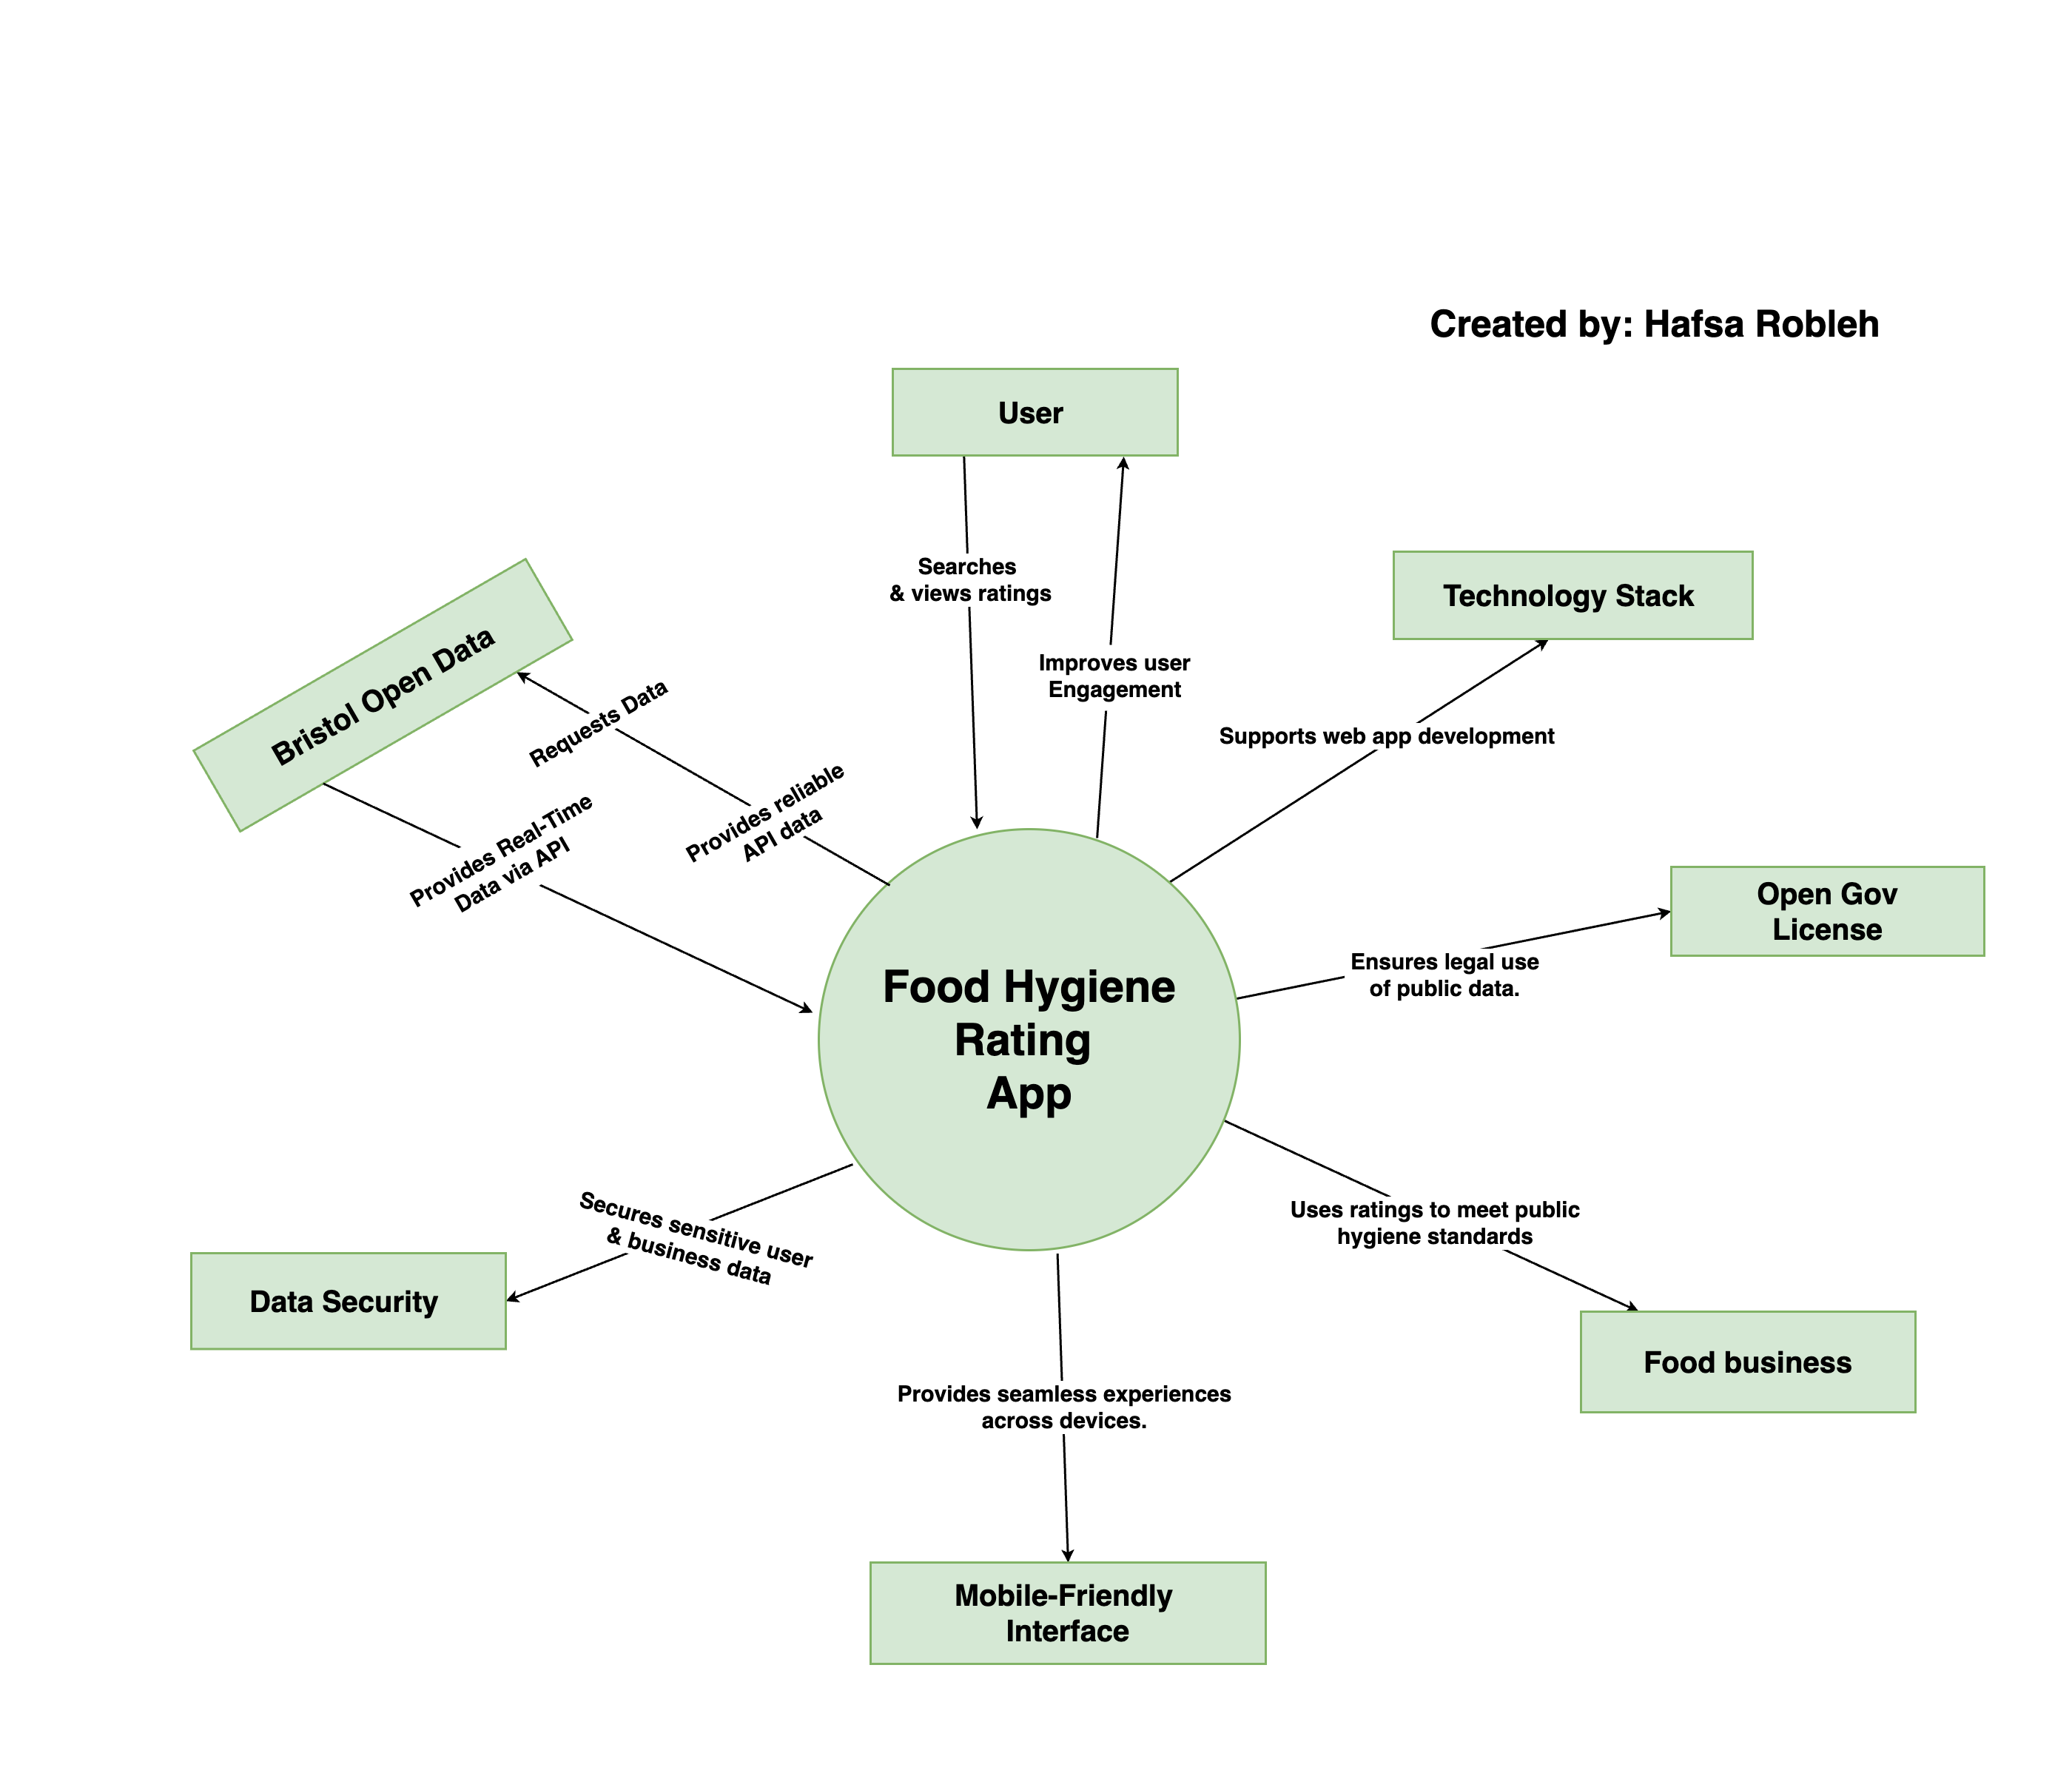 Created by: Hafsa Robleh
User
Searches
& views ratings
Improves user
Engagement
Technology Stack
Supports web app development
Bristol Open Data
Requests Data
Provides reliable
API data
Provides Real-Time
Data via API
Open Gov
License
Ensures legal use
of public data.
Food Hygiene
Rating
App
Uses ratings to meet public
hygiene standards
Food business
Secures sensitive user
& business data
Data Security
Provides seamless experiences
across devices.
Mobile-Friendly
Interface